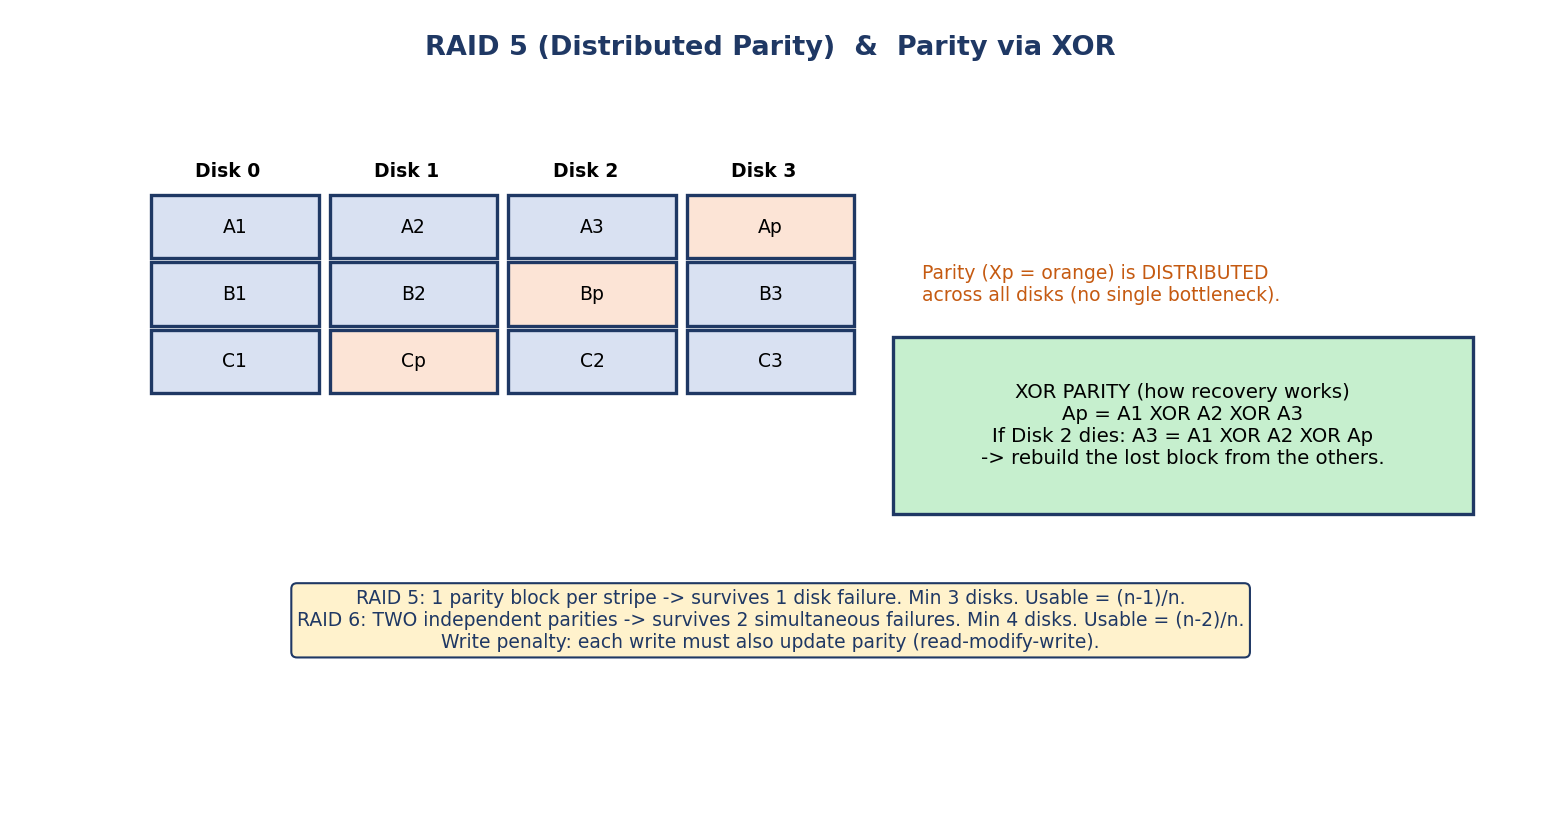 RAID 5 (Distributed Parity)  &  Parity via XOR
Disk 0 Disk 1 Disk 2 Disk 3
A1 A2 A3 Ap
B1 B2 Bp B3
C1 Cp C2 C3
Parity (Xp = orange) is DISTRIBUTED
across all disks (no single bottleneck).
XOR PARITY (how recovery works)
Ap = A1 XOR A2 XOR A3
If Disk 2 dies: A3 = A1 XOR A2 XOR Ap
-> rebuild the lost block from the others.
RAID 5: 1 parity block per stripe -> survives 1 disk failure. Min 3 disks. Usable = (n-1)/n.
RAID 6: TWO independent parities -> survives 2 simultaneous failures. Min 4 disks. Usable = (n-2)/n.
Write penalty: each write must also update parity (read-modify-write).